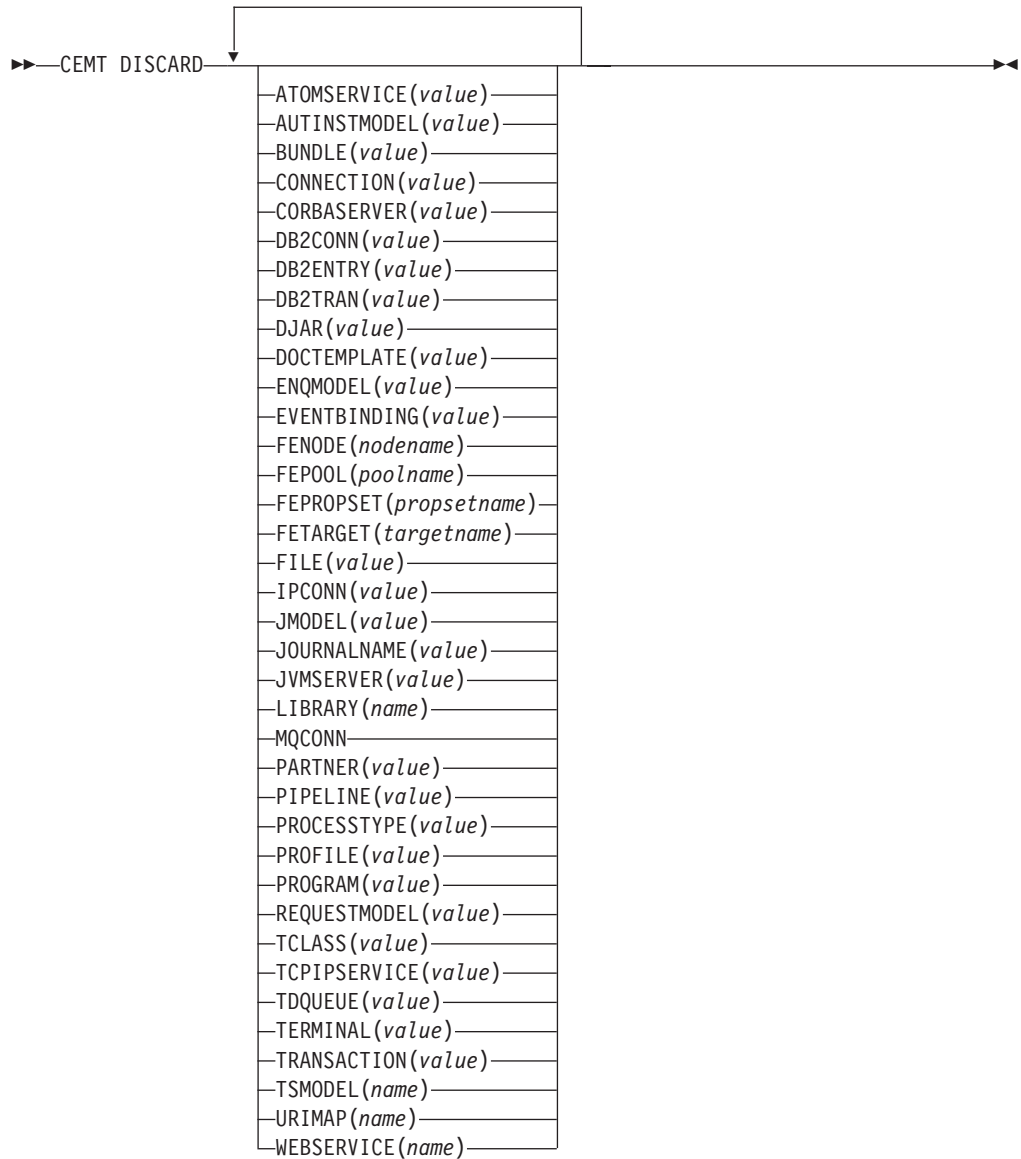 CEMT DISCARD
ATOMSERVICE(value)
AUTINSTMODEL(value)
BUNDLE(value)
CONNECTION(value)
CORBASERVER(value)
DB2CONN(value)
DB2ENTRY(value)
DB2TRAN(value)
DJAR(value)
DOCTEMPLATE(value)
ENQMODEL(value)
EVENTBINDING(value)
FENODE(nodename)
FEPOOL(poolname)
FEPROPSET(propsetname)
FETARGET(targetname)
FILE(value)
IPCONN(value)
JMODEL(value)
JOURNALNAME(value)
JVMSERVER(value)
LIBRARY(name)
MQCONN
PARTNER(value)
PIPELINE(value)
PROCESSTYPE(value)
PROFILE(value)
PROGRAM(value)
REQUESTMODEL(value)
TCLASS(value)
TCPIPSERVICE(value)
TDQUEUE(value)
TERMINAL(value)
TRANSACTION(value)
TSMODEL(name)
URIMAP(name)
WEBSERVICE(name)